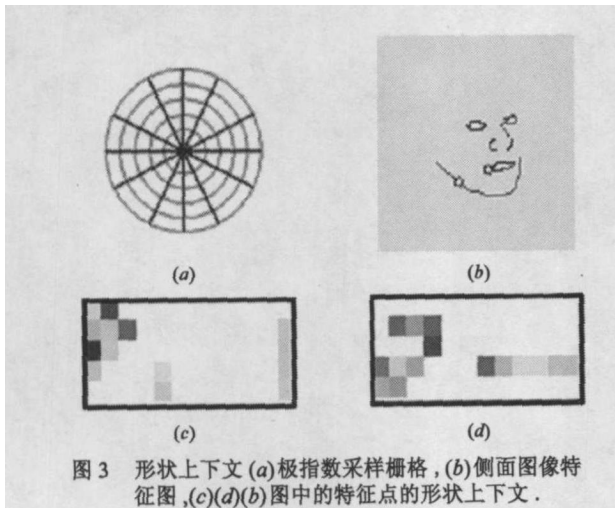 (a)
(b)
(c)
(d)
图 3 形状上下文 (a)极指数采样栅格,(b)侧面图像特
征图,(c)(d)(b)图中的特征点的形状上下文.